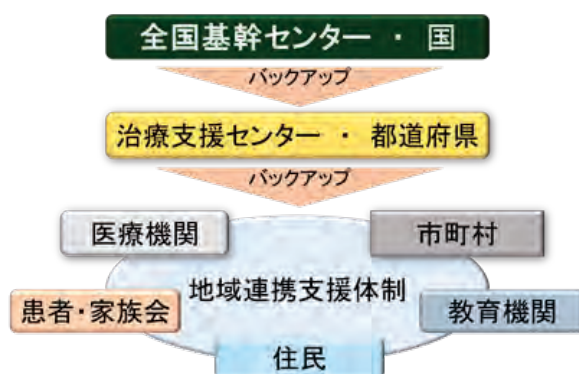 全国基幹センター ・ 国
バックアップ
治療支援センター ・ 都道府県
バックアップ
医療機関
市町村
地域連携支援体制
患者・家族会
教育機関
住民